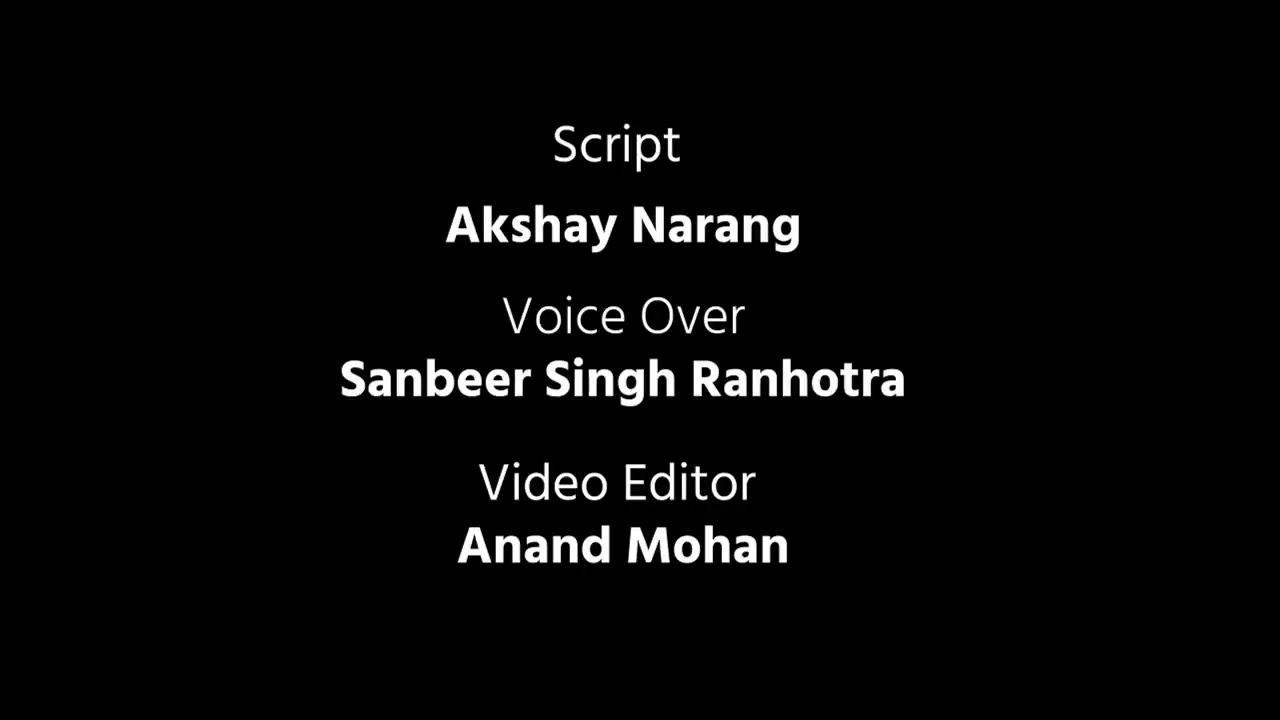 Script
Akshay Narang
Voice Over
Sanbeer Singh Ranhotra
Video Editor
Anand Mohan